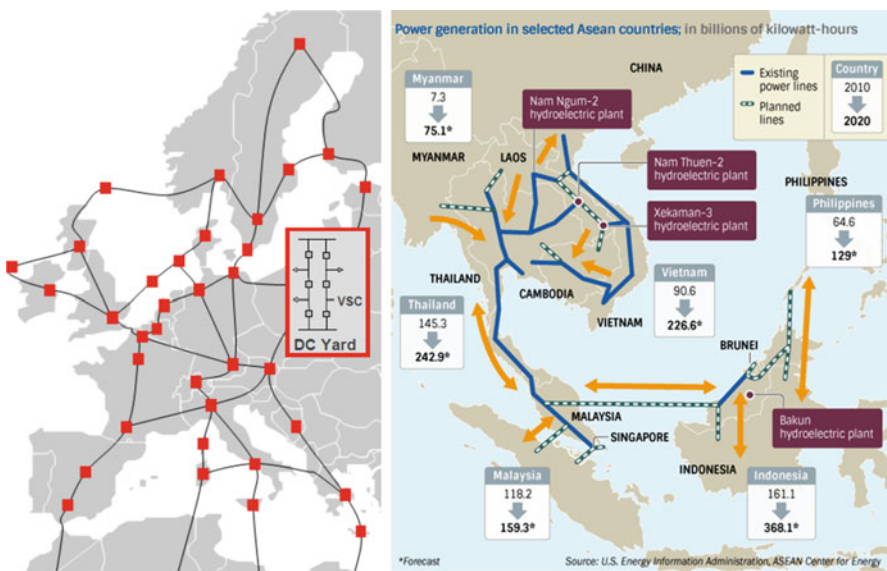 VSC
DC Yard
Power generation in selected Asean countries; in billions of kilowatt-hours
Existing
power lines
Planned
lines
Country
2010
2020
CHINA
Myanmar
7.3
75.1*
Nam Ngum-2
hydroelectric plant
MYANMAR
LAOS
Nam Thuen-2
hydroelectric plant
PHILIPPINES
Xekaman-3
hydroelectric plant
Philippines
64.6
129*
THAILAND
CAMBODIA
Vietnam
90.6
226.6*
VIETNAM
Thailand
145.3
242.9*
BRUNEI
MALAYSIA
SINGAPORE
Bakun
hydroelectric plant
INDONESIA
Malaysia
118.2
159.3*
Indonesia
161.1
368.1*
*Forecast
Source: U.S. Energy Information Administration, ASEAN Center for Energy